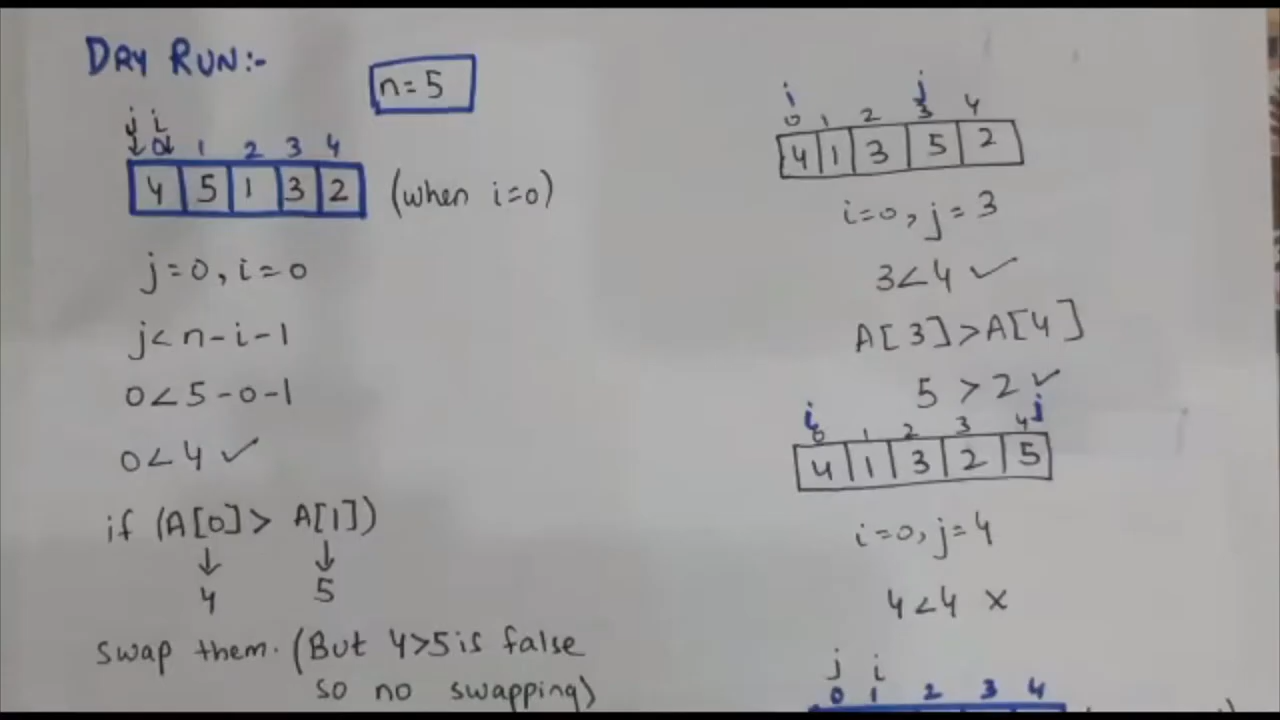 DRY RUN:-
n=5
j i
0 1 2 3 4
4 5 1 3 2 (when i=0)
j=0, i=0
j< n-i-1
0<5-0-1
0<4 ✓
if (A[0]> A[1])
↓ ↓
4 5
swap them. (But 4>5 is false
so no swapping)
i j
0 1 2 3 4
4 1 3 5 2
i=0, j=3
3<4 ✓
A[3]>A[4]
5 > 2 ✓
i j
0 1 2 3 4
4 1 3 2 5
i=0, j=4
4<4 ×
j i
0 1 2 3 4